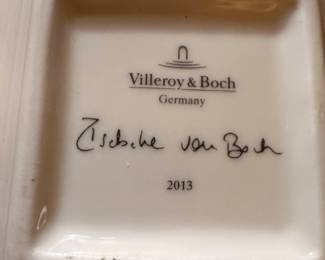 Villeroy & Boch
Germany
von Boch
2013